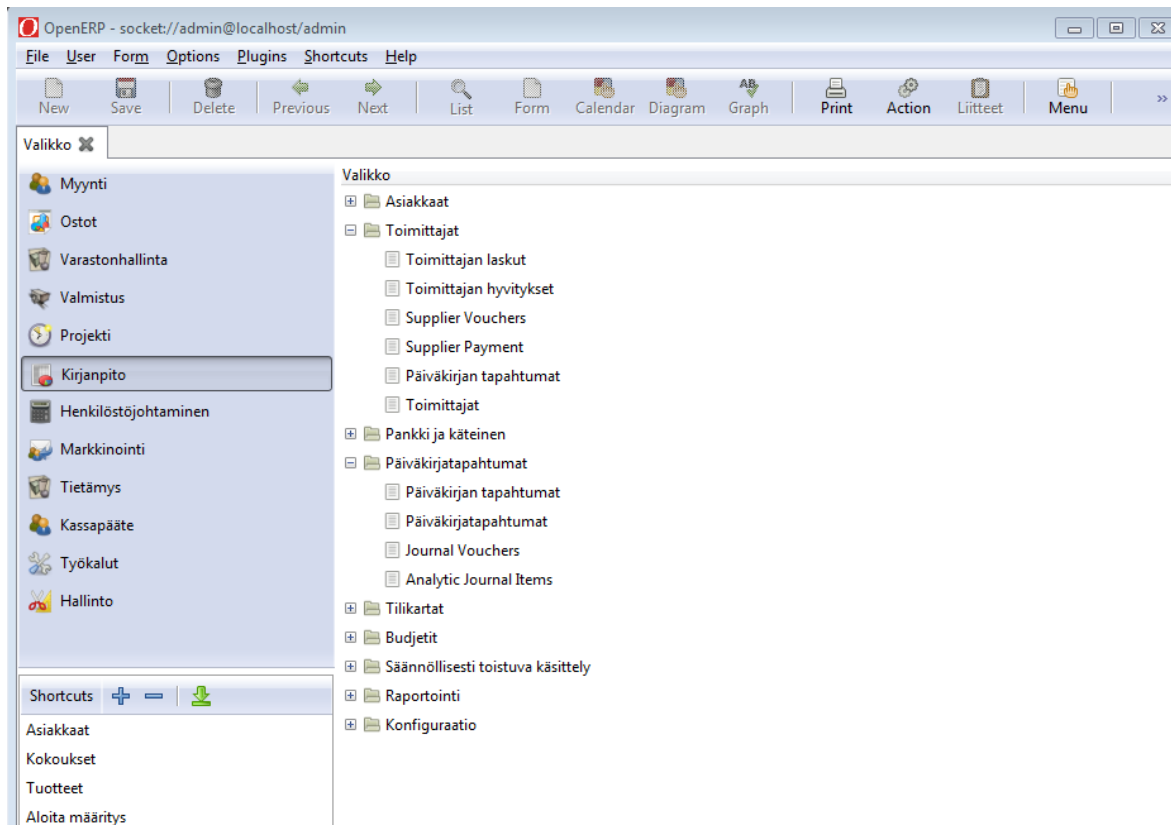 OpenERP - socket://admin@localhost/admin
File User Form Options Plugins Shortcuts Help
New Save Delete Previous Next List Form Calendar Diagram Graph Print Action Liitteet Menu »
Valikko
Myynti
Ostot
Varastonhallinta
Valmistus
Projekti
Kirjanpito
Henkilöstöjohtaminen
Markkinointi
Tietämys
Kassapääte
Työkalut
Hallinto
Shortcuts
Asiakkaat
Kokoukset
Tuotteet
Aloita määritys
Valikko
Asiakkaat
Toimittajat
Toimittajan laskut
Toimittajan hyvitykset
Supplier Vouchers
Supplier Payment
Päiväkirjan tapahtumat
Toimittajat
Pankki ja käteinen
Päiväkirjatapahtumat
Päiväkirjan tapahtumat
Päiväkirjatapahtumat
Journal Vouchers
Analytic Journal Items
Tilikartat
Budjetit
Säännöllisesti toistuva käsittely
Raportointi
Konfiguraatio